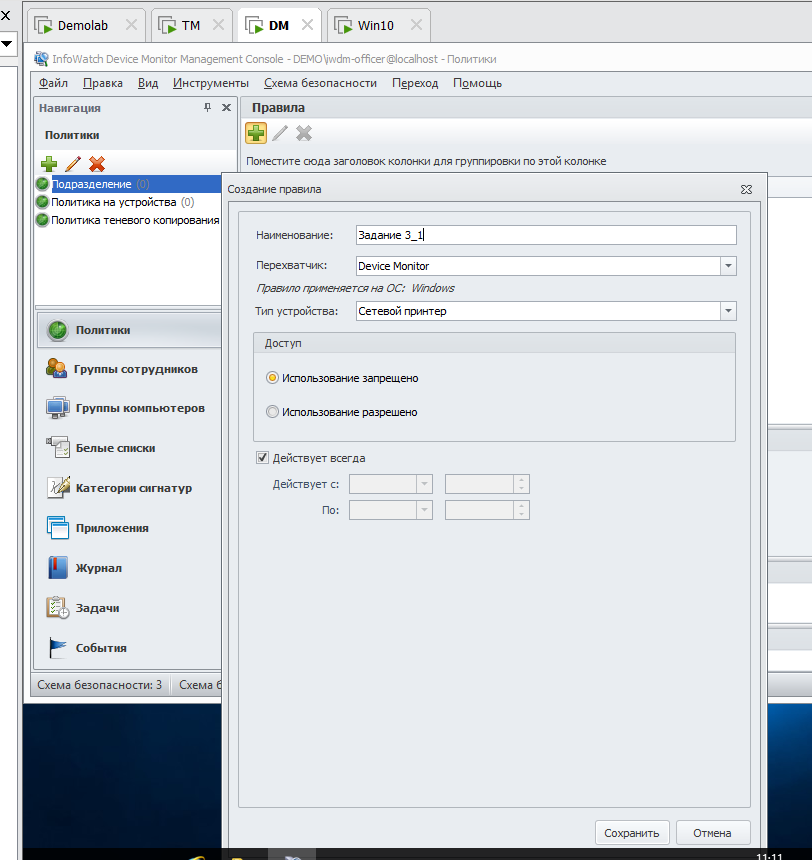 X
Demolab
TM
DM
Win10
InfoWatch Device Monitor Management Console - DEMO\iwdm-officer@localhost - Политики
Файл Правка Вид Инструменты Схема безопасности Переход Помощь
Навигация
Политики
Подразделение (0)
Политика на устройства (0)
Политика теневого копирования
Политики
Группы сотрудников
Группы компьютеров
Белые списки
Категории сигнатур
Приложения
Журнал
Задачи
События
Схема безопасности: 3
Схема б
Правила
Поместите сюда заголовок колонки для группировки по этой колонке
Создание правила
Наименование: Задание 3_1
Перехватчик: Device Monitor
Правило применяется на ОС: Windows
Тип устройства: Сетевой принтер
Доступ
Использование запрещено
Использование разрешено
Действует всегда
Действует с:
По:
Сохранить
Отмена
11:11